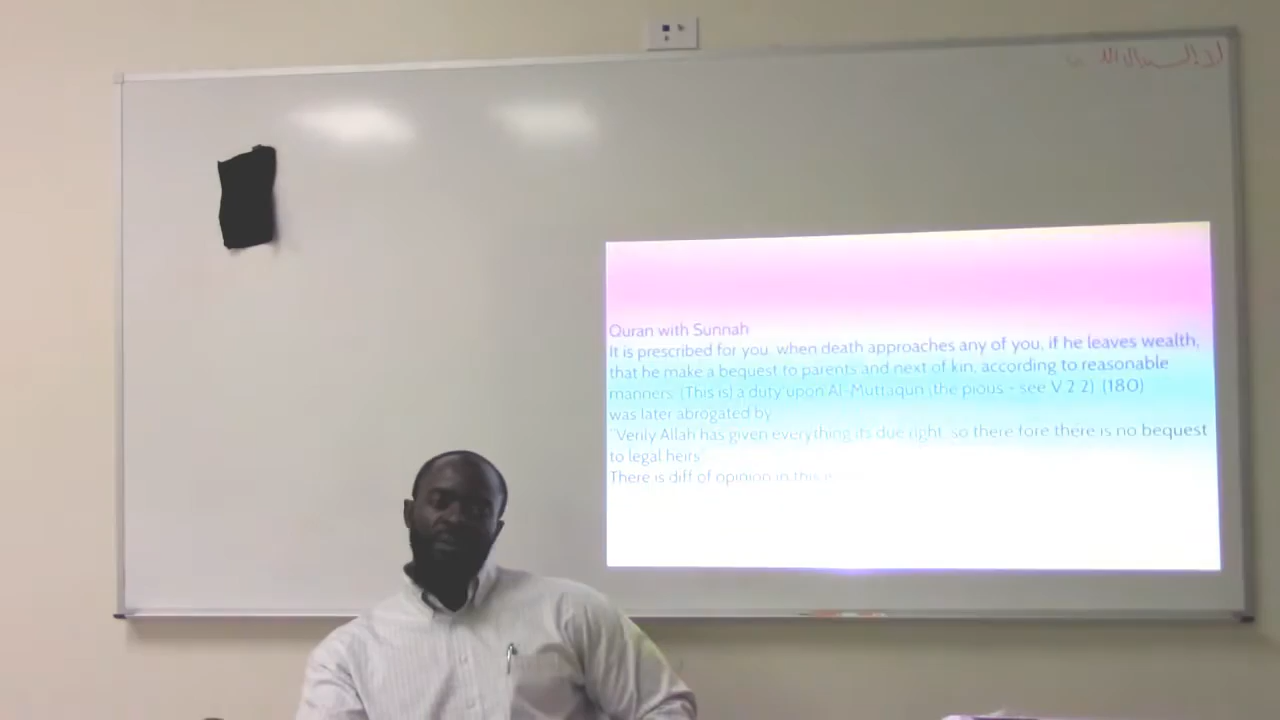 Quran with Sunnah
It is prescribed for you, when death approaches any of you, if he leaves wealth,
that he make a bequest to parents and next of kin, according to reasonable
manners. (This is) a duty upon Al-Muttaqun (the pious - see V.2:2). (180)
was later abrogated by
"Verily Allah has given everything its due right, so there fore there is no bequest
to legal heirs"
There is diff of opinion in this